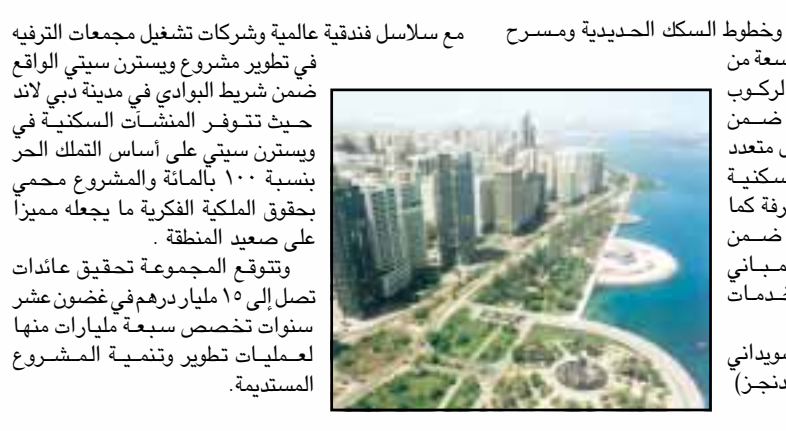 وخطوط السكك الحديدية ومسرح
سعة من
لركوب
ضمن
متعدد
سكنية
رفة كما
ضمن
مباني
خدمات
سويداني
دنجز)
مع سلاسل فندقية عالمية وشركات تشغيل مجمعات الترفيه
في تطوير مشروع ويسترن سيتي الواقع
ضمن شريط البوادي في مدينة دبي لاند
حيث تتوفر المنشآت السكنية في
ويسترن سيتي على أساس التملك الحر
بنسبة ١٠٠ بالمائة والمشروع محمي
بحقوق الملكية الفكرية ما يجعله مميزا
على صعيد المنطقة .
وتتوقع المجموعة تحقيق عائدات
تصل إلى ١٥ مليار درهم في غضون عشر
سنوات تخصص سبعة مليارات منها
لعمليات تطوير وتنمية المشروع
المستديمة.